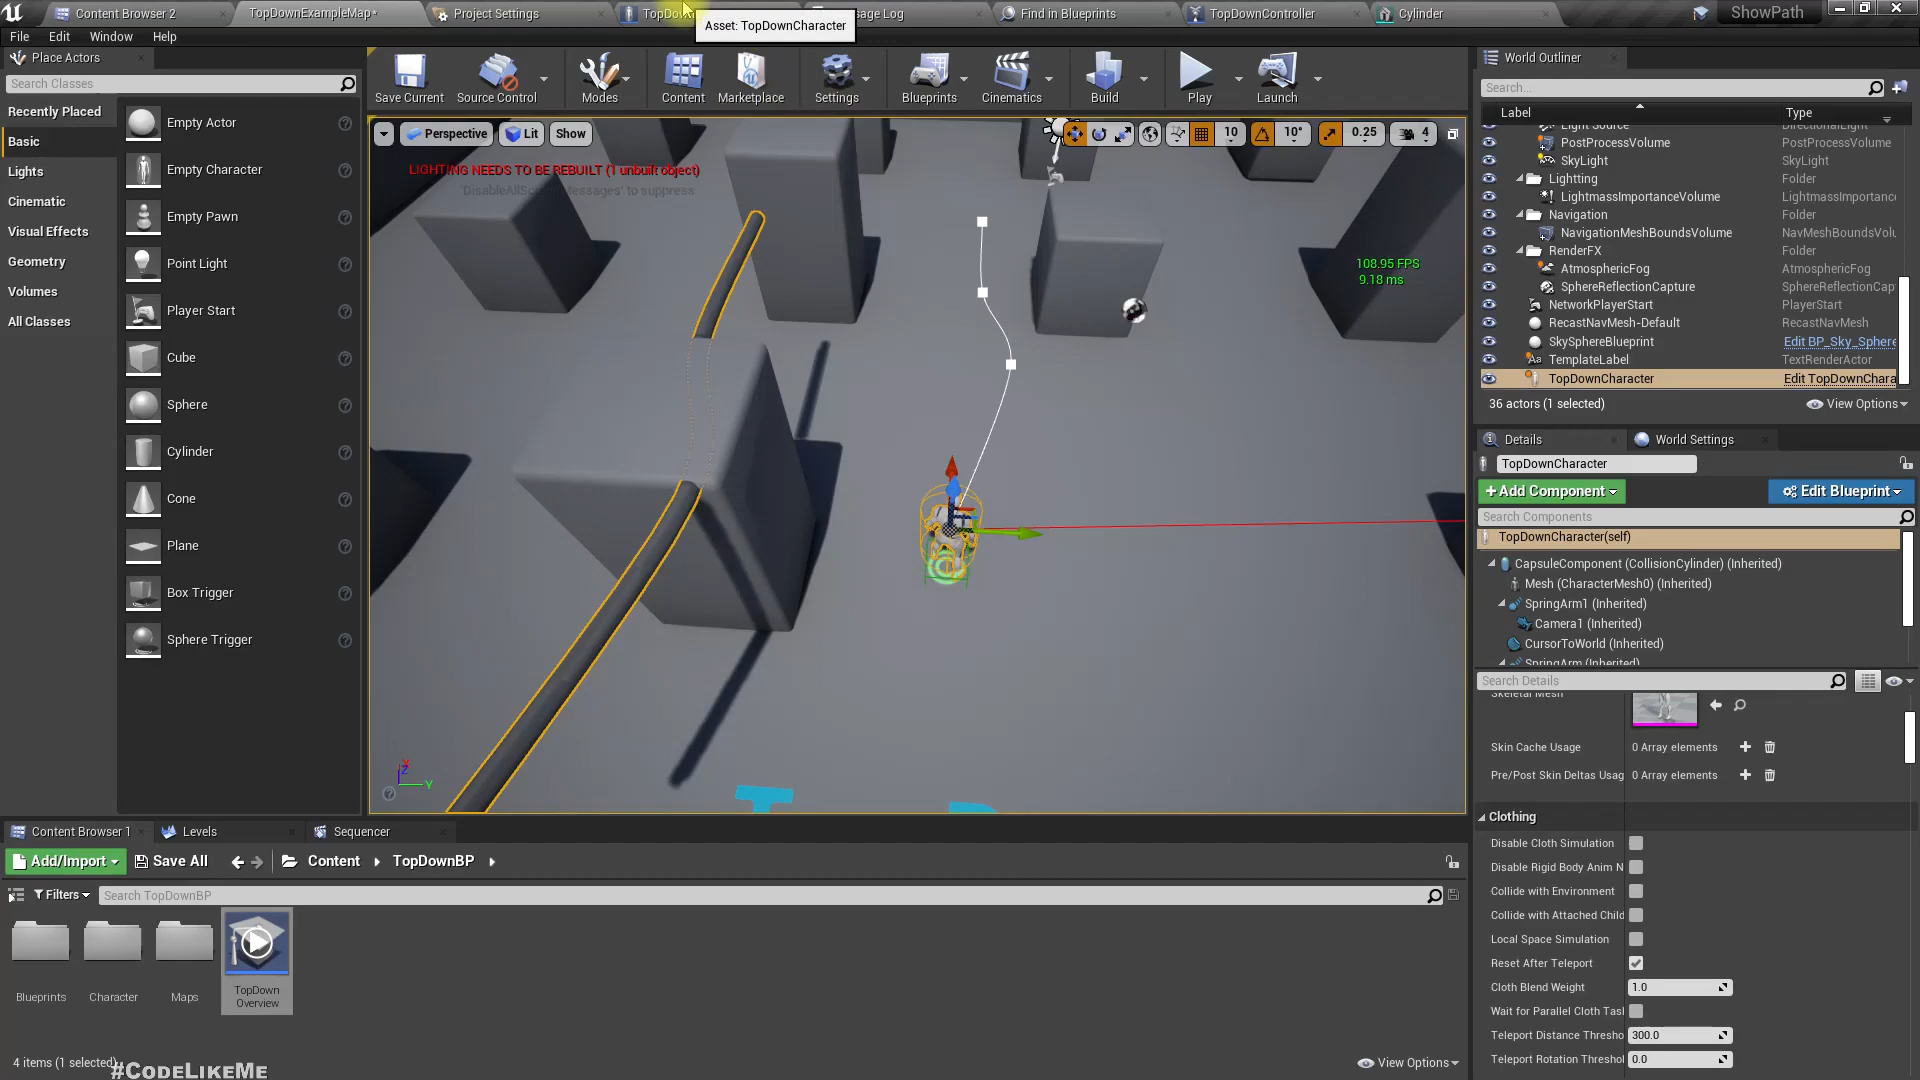 Content Browser 2
TopDownExampleMap*
Project Settings
Find in Blueprints
TopDownController
Cylinder
ShowPath
Asset: TopDownCharacter
File
Edit
Window
Help
Place Actors
Search Classes
Recently Placed
Basic
Lights
Cinematic
Visual Effects
Geometry
Volumes
All Classes
Empty Actor
Empty Character
Empty Pawn
Point Light
Player Start
Cube
Sphere
Cylinder
Cone
Plane
Box Trigger
Sphere Trigger
Save Current
Source Control
Modes
Content
Marketplace
Settings
Blueprints
Cinematics
Build
Play
Launch
Perspective
Lit
Show
10
10°
0.25
4
LIGHTING NEEDS TO BE REBUILT (1 unbuilt object)
108.95 FPS
9.18 ms
World Outliner
Search...
Label
Type
Light Source
PostProcessVolume
PostProcessVolume
SkyLight
SkyLight
Lightting
Folder
LightmassImportanceVolume
LightmassImportance
Navigation
Folder
NavigationMeshBoundsVolume
NavMeshBoundsVolu
RenderFX
Folder
AtmosphericFog
AtmosphericFog
SphereReflectionCapture
SphereReflectionCap
NetworkPlayerStart
PlayerStart
RecastNavMesh-Default
RecastNavMesh
SkySphereBlueprint
Edit BP_Sky_Sphere
TemplateLabel
TextRenderActor
TopDownCharacter
Edit TopDownChara
36 actors (1 selected)
View Options
Details
World Settings
TopDownCharacter
+Add Component
Edit Blueprint
Search Components
TopDownCharacter(self)
CapsuleComponent (CollisionCylinder) (Inherited)
Mesh (CharacterMesh0) (Inherited)
SpringArm1 (Inherited)
Camera1 (Inherited)
CursorToWorld (Inherited)
SpringArm (Inherited)
Search Details
Skeletal Mesh
Skin Cache Usage
0 Array elements
Pre/Post Skin Deltas Usag
0 Array elements
Clothing
Disable Cloth Simulation
Disable Rigid Body Anim N
Collide with Environment
Collide with Attached Child
Local Space Simulation
Reset After Teleport
Cloth Blend Weight
1.0
Wait for Parallel Cloth Tasl
Teleport Distance Thresho
300.0
Teleport Rotation Threshol
0.0
Content Browser 1
Levels
Sequencer
Add/Import
Save All
Content
TopDownBP
Filters
Search TopDownBP
Blueprints
Character
Maps
TopDown
Overview
4 items (1 selected)
View Options
#CODELIKEME